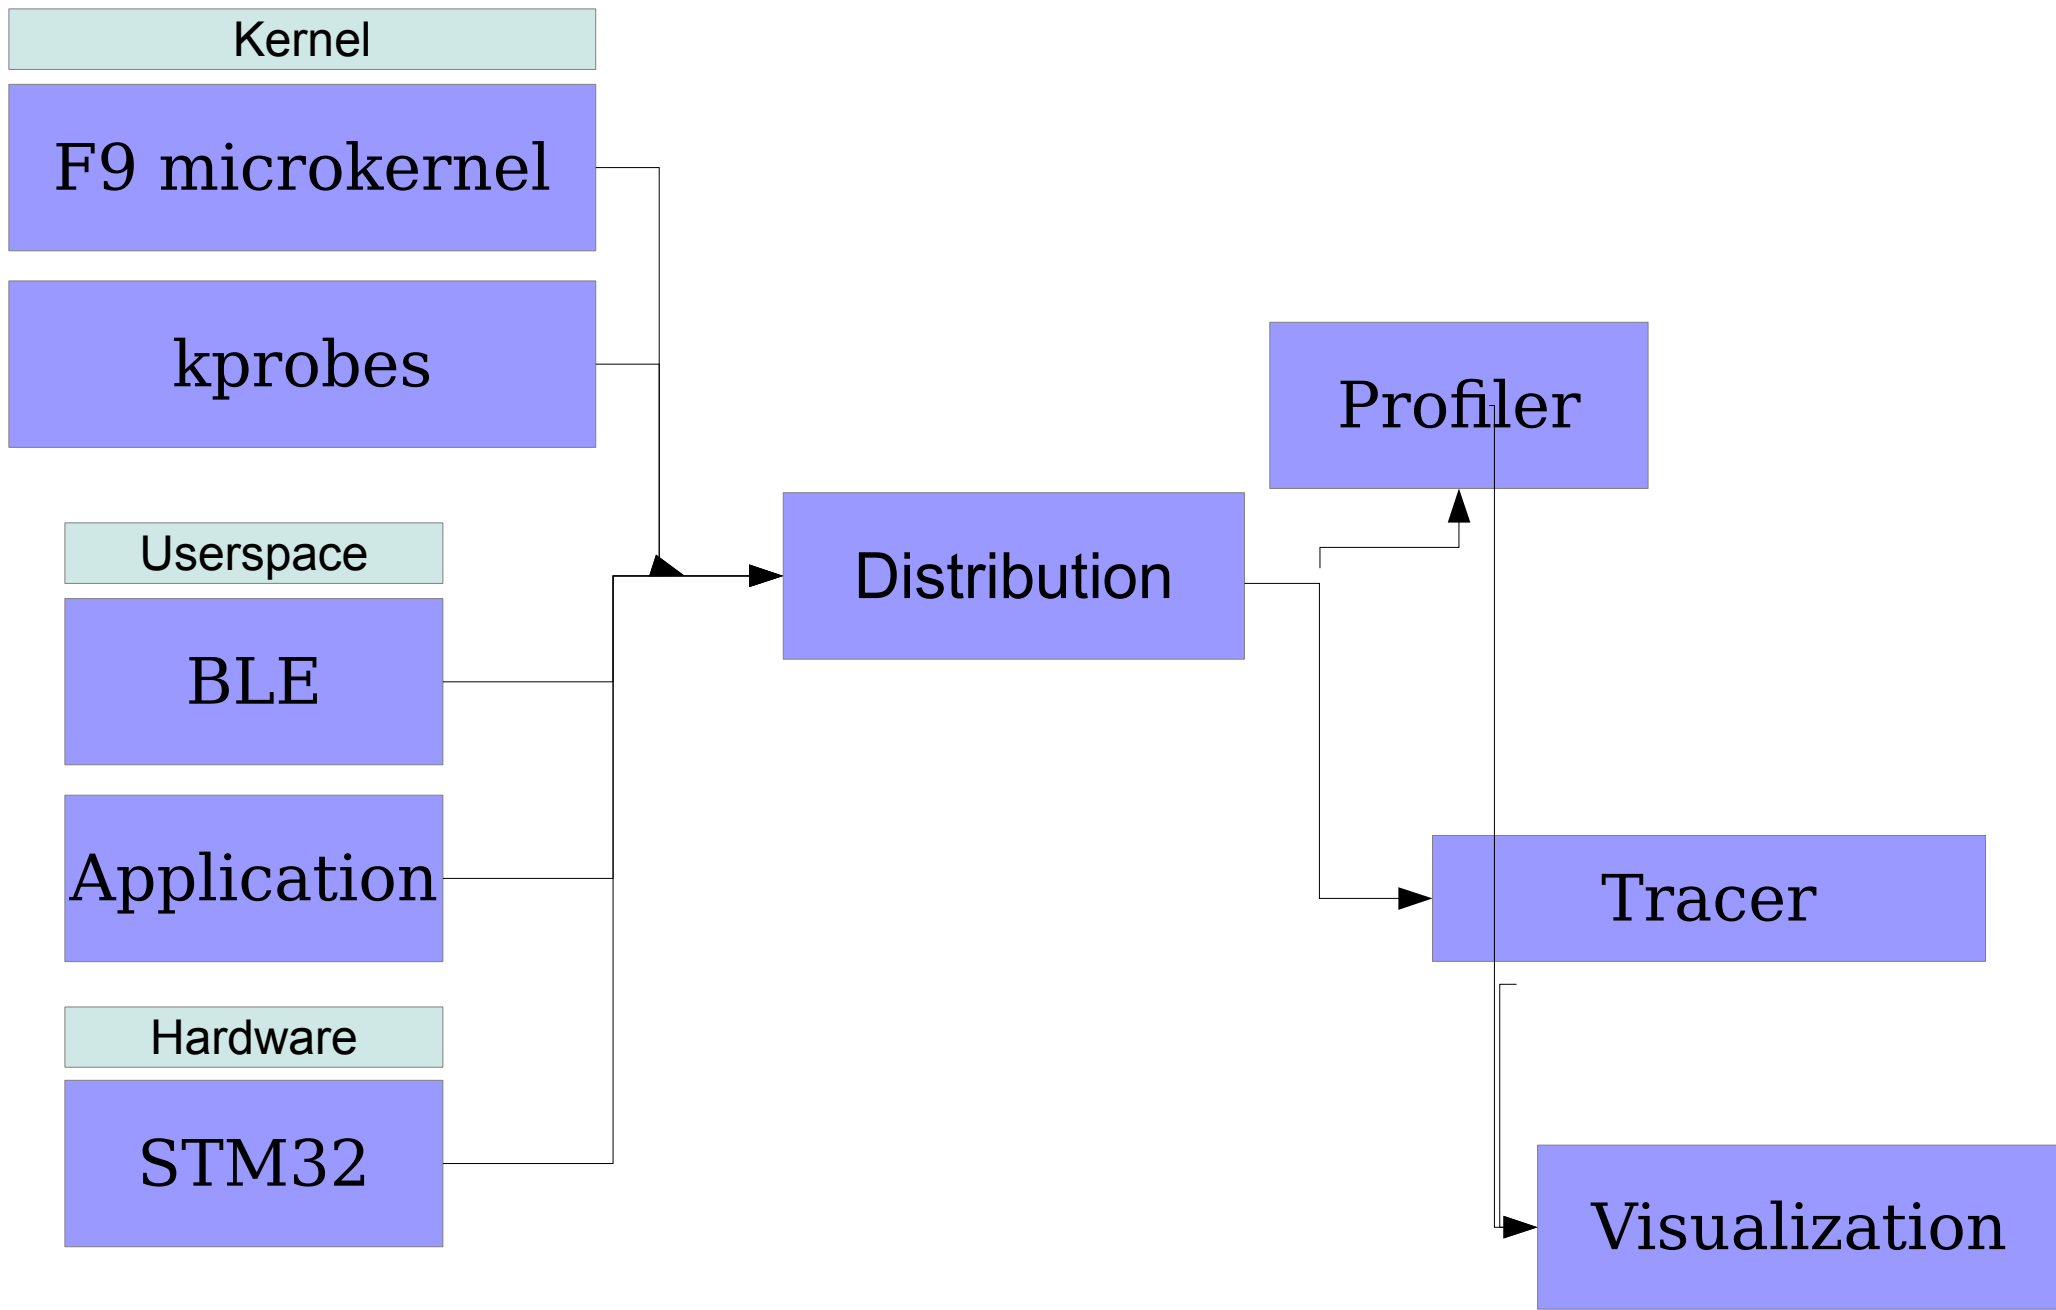 Kernel
F9 microkernel
kprobes
Userspace
BLE
Application
Hardware
STM32
Distribution
Profiler
Tracer
Visualization